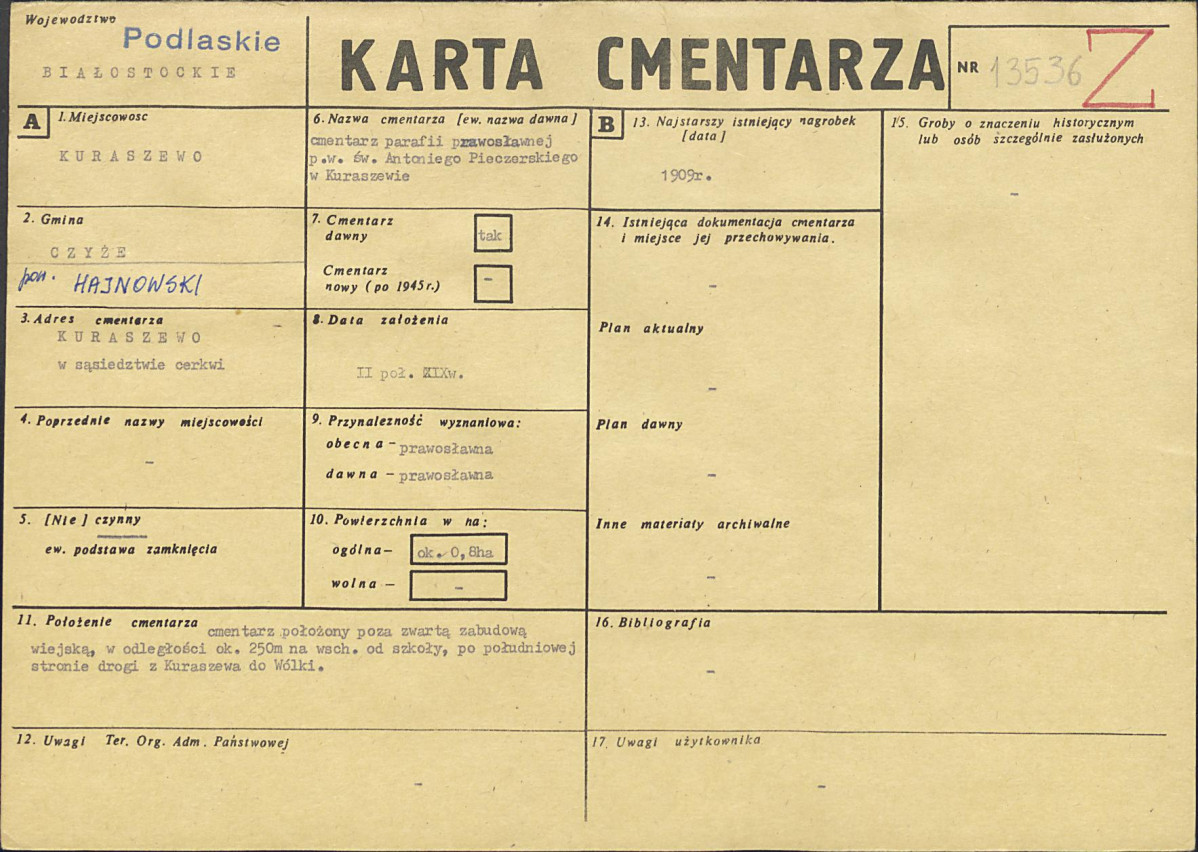 Województwo
Podlaskie
BIAŁOSTOCKIE
KARTA CMENTARZA
NR 13536 Z
A
1. Miejscowosc
KURASZEWO
2. Gmina
CZYŻE
pow. HAJNOWSKI
3. Adres cmentarza
KURASZEWO
w sąsiedztwie cerkwi
4. Poprzednie nazwy miejscowości
-
5. [Nie] czynny
ew. podstawa zamknięcia
6. Nazwa cmentarza [ew. nazwa dawna]
cmentarz parafii prawosławnej
p.w. św. Antoniego Pieczerskiego
w Kuraszewie
7. Cmentarz
dawny
tak
Cmentarz
nowy (po 1945 r.)
-
8. Data założenia
II poł. XIXw.
9. Przynależność wyznaniowa:
obecna - prawosławna
dawna - prawosławna
10. Powierzchnia w ha:
ogólna - ok. 0,8ha
wolna - -
11. Położenie cmentarza cmentarz położony poza zwartą zabudową
wiejską, w odległości ok. 250m na wsch. od szkoły, po południowej
stronie drogi z Kuraszewa do Wólki.
12. Uwagi Ter. Org. Adm. Państwowej
-
B
13. Najstarszy istniejący nagrobek
[data]
1909r.
14. Istniejąca dokumentacja cmentarza
i miejsce jej przechowywania.
-
Plan aktualny
-
Plan dawny
-
Inne materiały archiwalne
-
15. Groby o znaczeniu historycznym
lub osób szczególnie zasłużonych
-
16. Bibliografia
-
17. Uwagi użytkownika
-